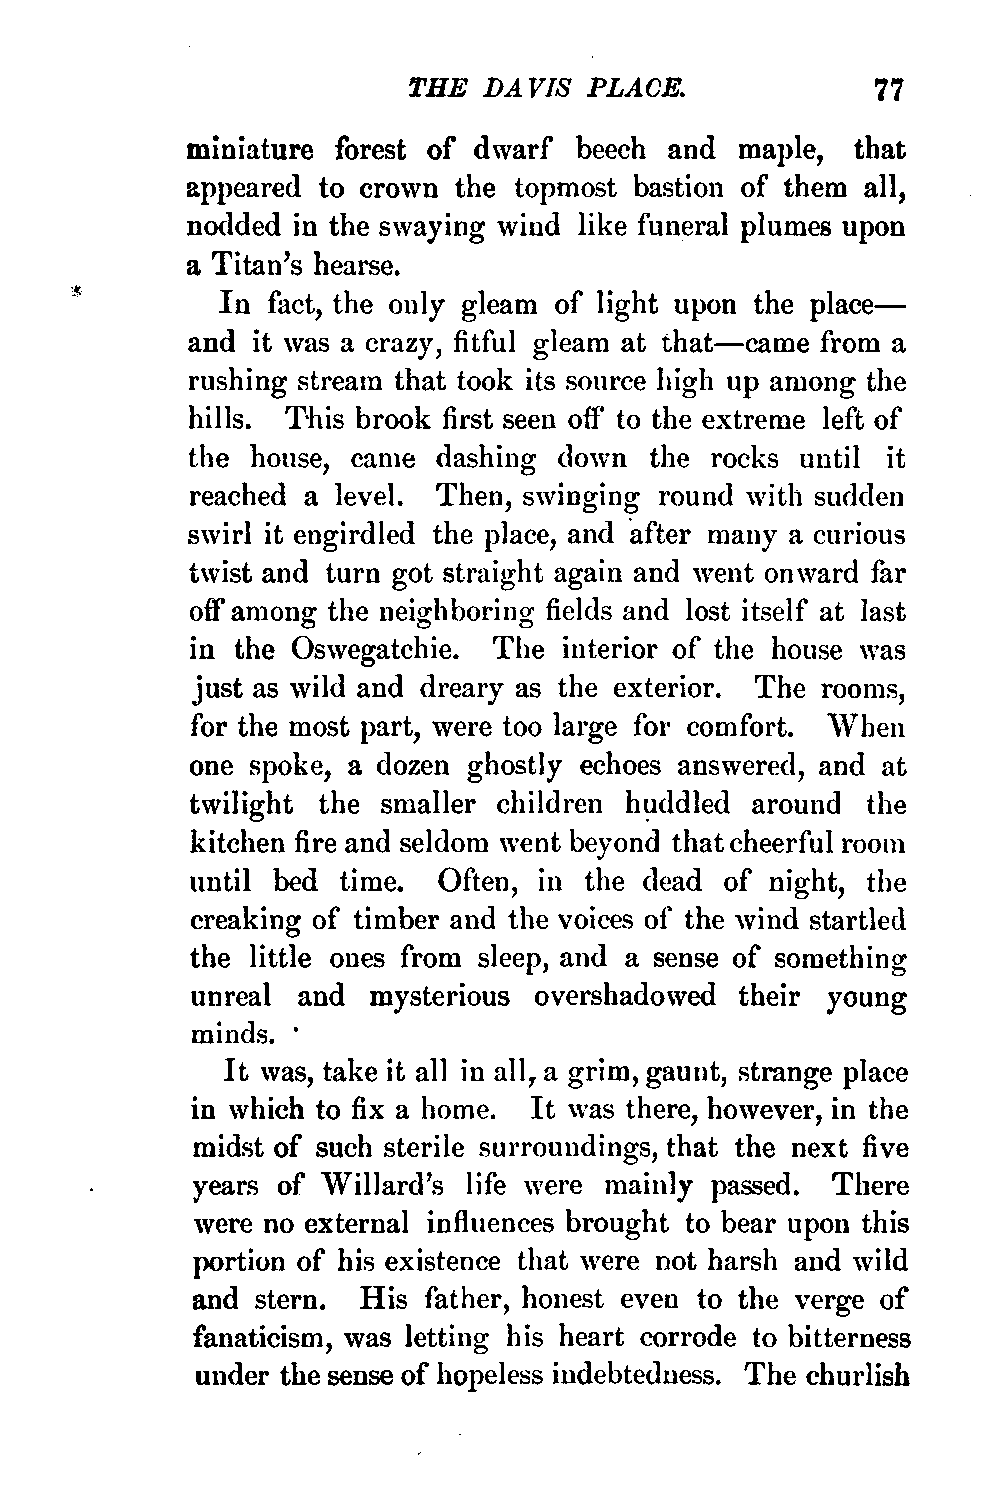 THE DAVIS PLACE. 77
miniature forest of dwarf beech and maple, that
appeared to crown the topmost bastion of them all,
nodded in the swaying wind like funeral plumes upon
a Titan's hearse.
In fact, the only gleam of light upon the place—
and it was a crazy, fitful gleam at that—came from a
rushing stream that took its source high up among the
hills. This brook first seen off to the extreme left of
the house, came dashing down the rocks until it
reached a level. Then, swinging round with sudden
swirl it engirdled the place, and after many a curious
twist and turn got straight again and went onward far
off among the neighboring fields and lost itself at last
in the Oswegatchie. The interior of the house was
just as wild and dreary as the exterior. The rooms,
for the most part, were too large for comfort. When
one spoke, a dozen ghostly echoes answered, and at
twilight the smaller children huddled around the
kitchen fire and seldom went beyond that cheerful room
until bed time. Often, in the dead of night, the
creaking of timber and the voices of the wind startled
the little ones from sleep, and a sense of something
unreal and mysterious overshadowed their young
minds.
It was, take it all in all, a grim, gaunt, strange place
in which to fix a home. It was there, however, in the
midst of such sterile surroundings, that the next five
years of Willard's life were mainly passed. There
were no external influences brought to bear upon this
portion of his existence that were not harsh and wild
and stern. His father, honest even to the verge of
fanaticism, was letting his heart corrode to bitterness
under the sense of hopeless indebtedness. The churlish